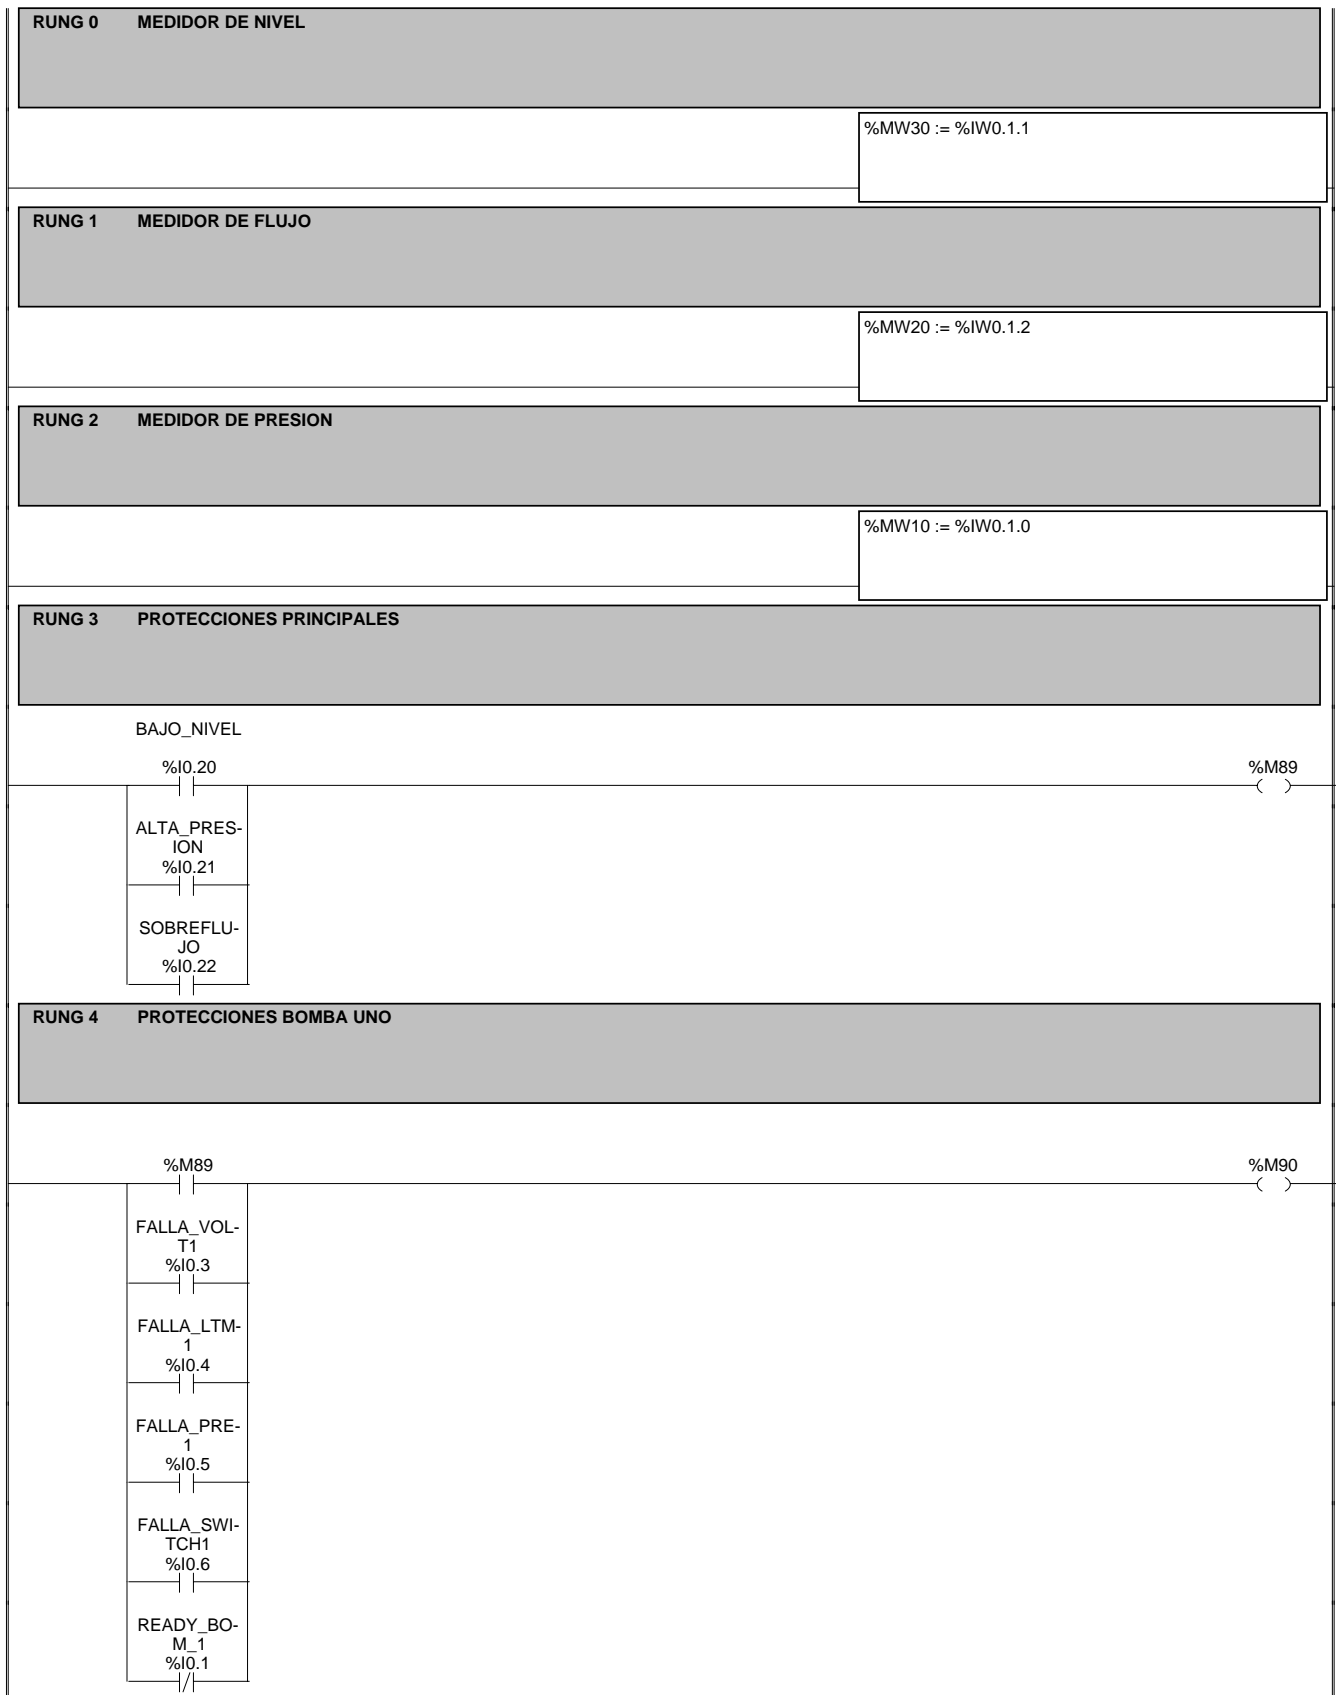 RUNG 0 MEDIDOR DE NIVEL
%MW30 := %IW0.1.1
RUNG 1 MEDIDOR DE FLUJO
%MW20 := %IW0.1.2
RUNG 2 MEDIDOR DE PRESION
%MW10 := %IW0.1.0
RUNG 3 PROTECCIONES PRINCIPALES
BAJO_NIVEL
%I0.20 %M89
ALTA_PRES-
ION
%I0.21
SOBREFLU-
JO
%I0.22
RUNG 4 PROTECCIONES BOMBA UNO
%M89 %M90
FALLA_VOL-
T1
%I0.3
FALLA_LTM-
1
%I0.4
FALLA_PRE-
1
%I0.5
FALLA_SWI-
TCH1
%I0.6
READY_BO-
M_1
%I0.1